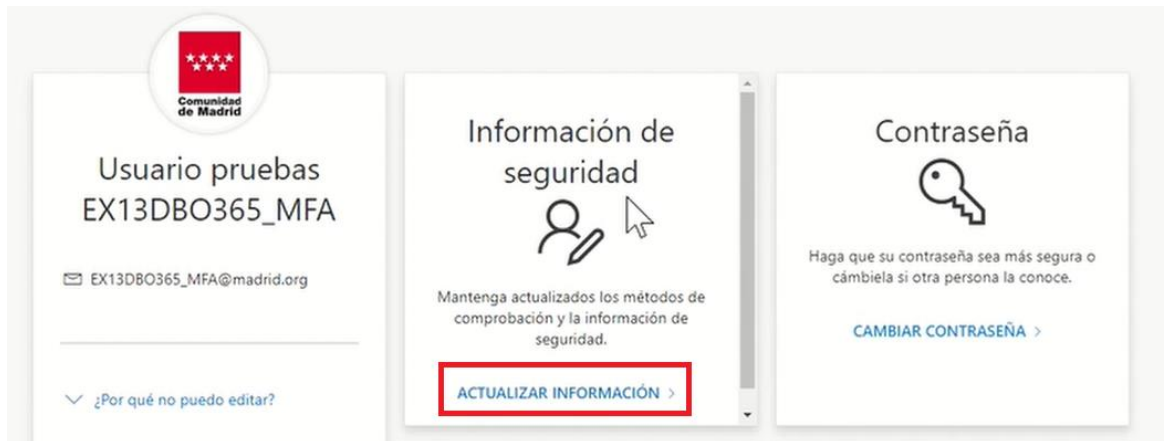 ★★★★
★★★
Comunidad
de Madrid
Usuario pruebas
EX13DBO365_MFA
EX13DBO365_MFA@madrid.org
¿Por qué no puedo editar?
Información de
seguridad
Mantenga actualizados los métodos de
comprobación y la información de
seguridad.
ACTUALIZAR INFORMACIÓN >
Contraseña
Haga que su contraseña sea más segura o
cámbiela si otra persona la conoce.
CAMBIAR CONTRASEÑA >